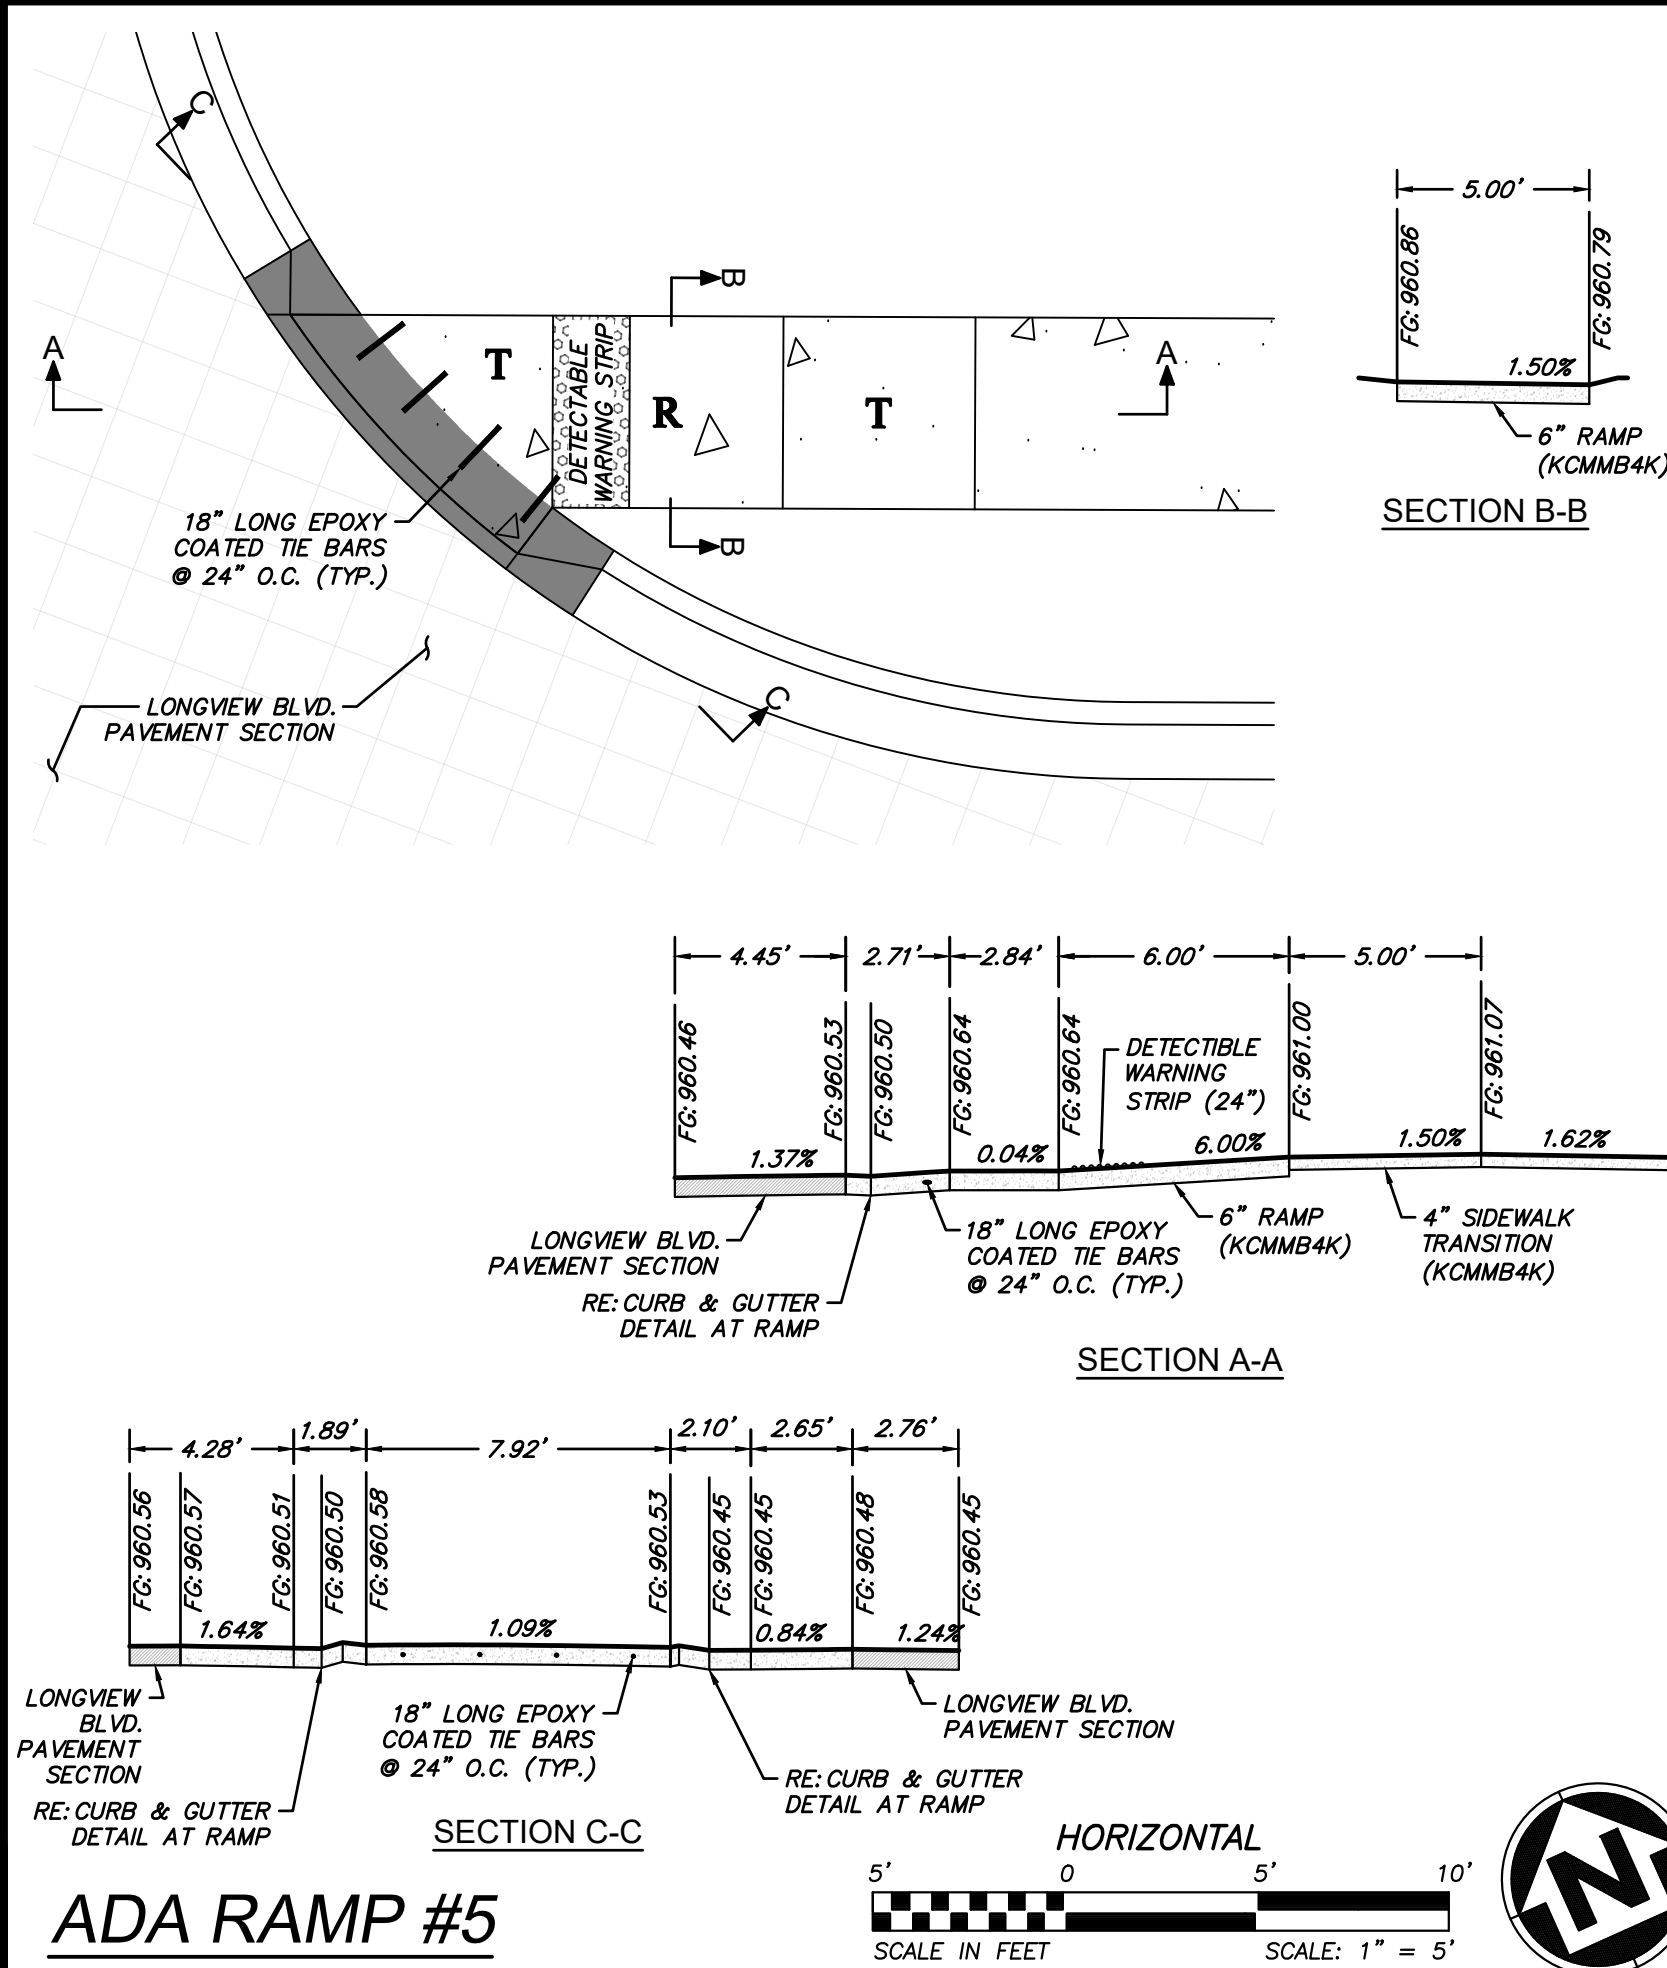 C
A
B
T
DETECTABLE
WARNING STRIP
R
T
A
B
C
18" LONG EPOXY
COATED TIE BARS
@ 24" O.C. (TYP.)
LONGVIEW BLVD.
PAVEMENT SECTION
5.00'
FG: 960.86
FG: 960.79
1.50%
6" RAMP
(KCMMB4K)
SECTION B-B
4.45'
2.71'
2.84'
6.00'
5.00'
FG: 960.46
FG: 960.53
FG: 960.50
FG: 960.64
FG: 960.64
FG: 961.00
FG: 961.07
DETECTIBLE
WARNING
STRIP (24")
1.37%
0.04%
6.00%
1.50%
1.62%
LONGVIEW BLVD.
PAVEMENT SECTION
RE: CURB & GUTTER
DETAIL AT RAMP
18" LONG EPOXY
COATED TIE BARS
@ 24" O.C. (TYP.)
6" RAMP
(KCMMB4K)
4" SIDEWALK
TRANSITION
(KCMMB4K)
SECTION A-A
4.28'
1.89'
7.92'
2.10'
2.65'
2.76'
FG: 960.56
FG: 960.57
FG: 960.51
FG: 960.50
FG: 960.58
FG: 960.53
FG: 960.45
FG: 960.45
FG: 960.48
FG: 960.45
1.64%
1.09%
0.84%
1.24%
LONGVIEW
BLVD.
PAVEMENT
SECTION
RE: CURB & GUTTER
DETAIL AT RAMP
18" LONG EPOXY
COATED TIE BARS
@ 24" O.C. (TYP.)
LONGVIEW BLVD.
PAVEMENT SECTION
RE: CURB & GUTTER
DETAIL AT RAMP
SECTION C-C
HORIZONTAL
5' 0 5' 10'
SCALE IN FEET
SCALE: 1" = 5'
N
ADA RAMP #5